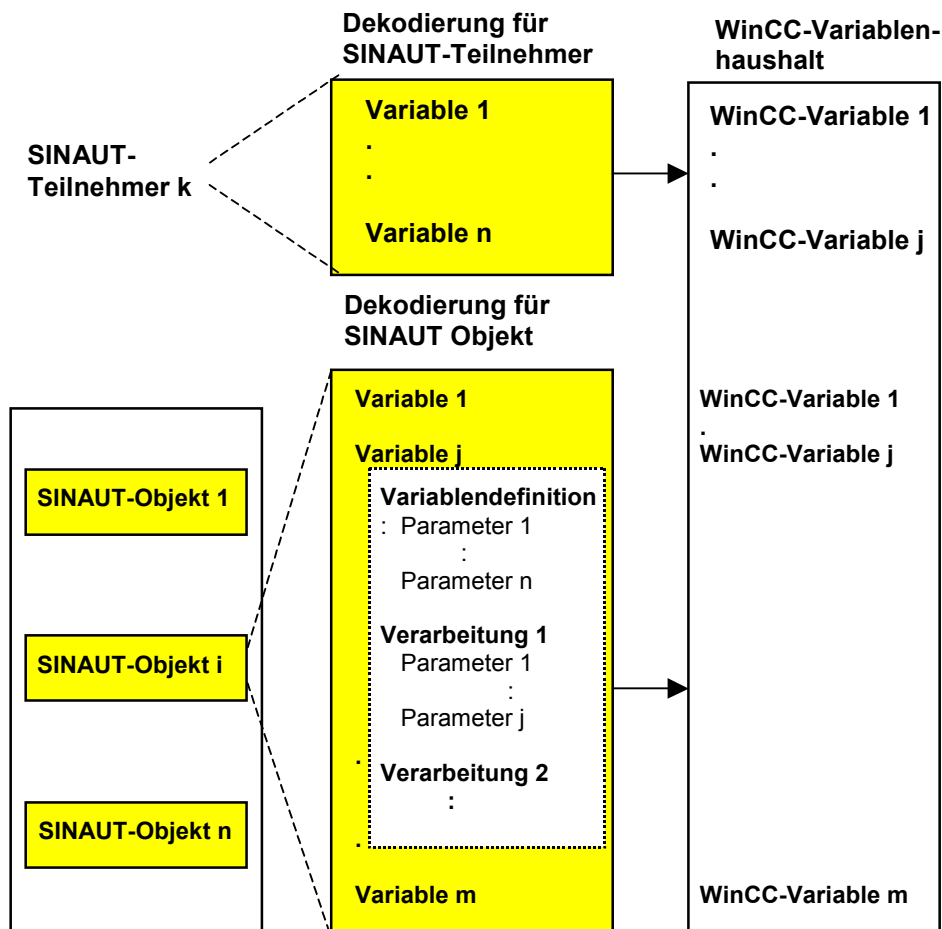 Dekodierung für
SINAUT-Teilnehmer
WinCC-Variablen-
haushalt
SINAUT-
Teilnehmer k
Variable 1
.
.
Variable n
WinCC-Variable 1
.
.
WinCC-Variable j
Dekodierung für
SINAUT Objekt
SINAUT-Objekt 1
SINAUT-Objekt i
SINAUT-Objekt n
Variable 1
Variable j
Variablendefinition
: Parameter 1
:
Parameter n
Verarbeitung 1
Parameter 1
:
Parameter j
.
Verarbeitung 2
:
.
Variable m
WinCC-Variable 1
.
WinCC-Variable j
WinCC-Variable m